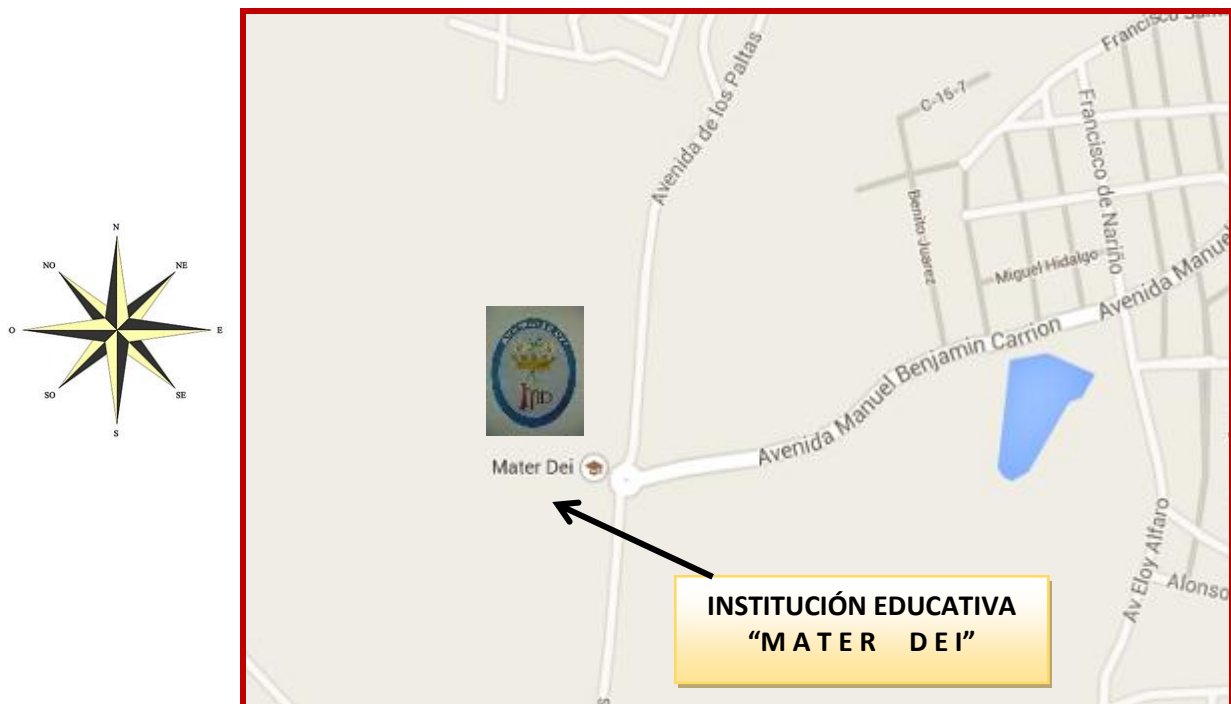 N
NO
NE
O
E
SO
SE
S
Avenida de los Paltas
C-15-7
Francisco
Francisco de Nariño
Benito Juarez
Miguel Hidalgo
Avenida Manuel
Avenida Manuel Benjamin Carrion
Mater Dei
Av Eloy Alfaro
Alonso
INSTITUCIÓN EDUCATIVA
“M A T E R D E I”